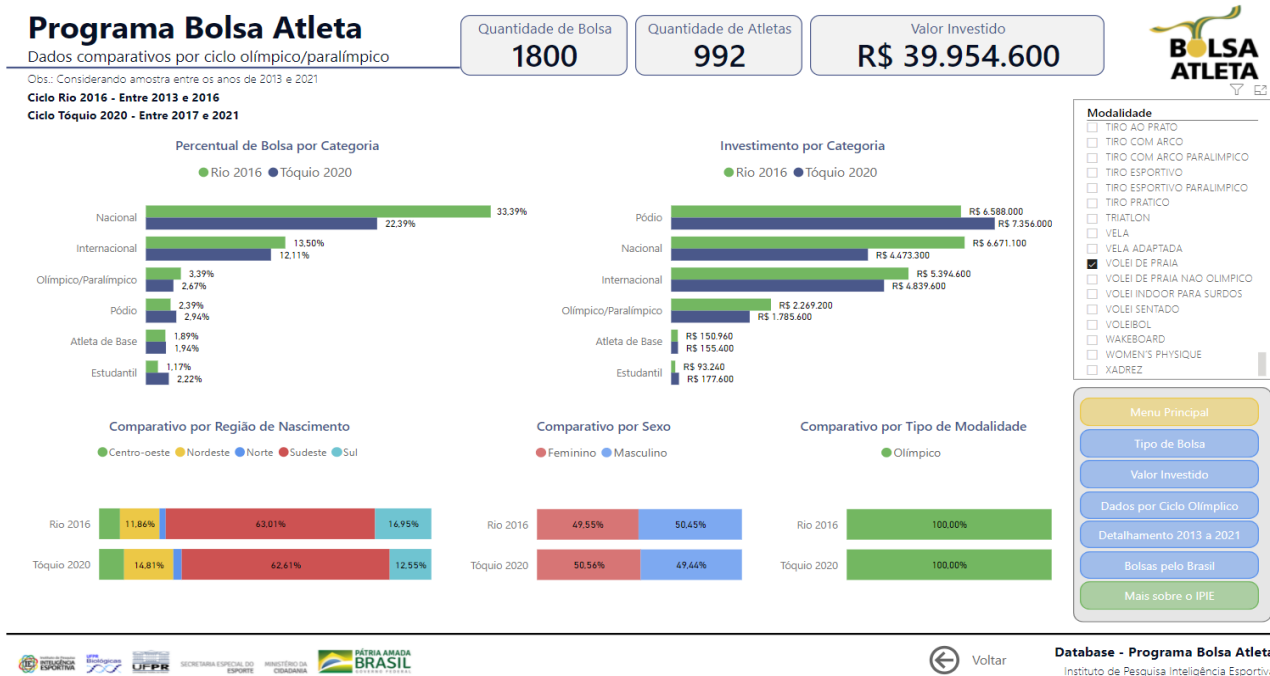 Programa Bolsa Atleta
Dados comparativos por ciclo olímpico/paralímpico
Obs.: Considerando amostra entre os anos de 2013 e 2021
Ciclo Rio 2016 - Entre 2013 e 2016
Ciclo Tóquio 2020 - Entre 2017 e 2021
Quantidade de Bolsa
1800
Quantidade de Atletas
992
Valor Investido
R$ 39.954.600
BOLSA
ATLETA
Percentual de Bolsa por Categoria
Rio 2016 Tóquio 2020
Nacional 33,39%
22,39%
Internacional 13,50%
12,11%
Olímpico/Paralímpico 3,39%
2,67%
Pódio 2,39%
2,94%
Atleta de Base 1,89%
1,94%
Estudantil 1,17%
2,22%
Investimento por Categoria
Rio 2016 Tóquio 2020
Pódio R$ 6.588.000
R$ 7.356.000
Nacional R$ 6.671.100
R$ 4.473.300
Internacional R$ 5.394.600
R$ 4.839.600
Olímpico/Paralímpico R$ 2.269.200
R$ 1.785.600
Atleta de Base R$ 150.960
R$ 155.400
Estudantil R$ 93.240
R$ 177.600
Modalidade
TIRO AO PRATO
TIRO COM ARCO
TIRO COM ARCO PARALIMPICO
TIRO ESPORTIVO
TIRO ESPORTIVO PARALIMPICO
TIRO PRATICO
TRIATLON
VELA
VELA ADAPTADA
VOLEI DE PRAIA
VOLEI DE PRAIA NAO OLIMPICO
VOLEI INDOOR PARA SURDOS
VOLEI SENTADO
VOLEIBOL
WAKEBOARD
WOMEN'S PHYSIQUE
XADREZ
Comparativo por Região de Nascimento
Centro-oeste Nordeste Norte Sudeste Sul
Rio 2016 11,86% 63,01% 16,95%
Tóquio 2020 14,81% 62,61% 12,55%
Comparativo por Sexo
Feminino Masculino
Rio 2016 49,55% 50,45%
Tóquio 2020 50,56% 49,44%
Comparativo por Tipo de Modalidade
Olímpico
Rio 2016 100,00%
Tóquio 2020 100,00%
Menu Principal
Tipo de Bolsa
Valor Investido
Dados por Ciclo Olímplico
Detalhamento 2013 a 2021
Bolsas pelo Brasil
Mais sobre o IPIE
INTELIGÊNCIA
ESPORTIVA
UFPR
Biológicas
UFPR
SECRETARIA ESPECIAL DO
ESPORTE
MINISTÉRIO DA
CIDADANIA
PÁTRIA AMADA
BRASIL
GOVERNO FEDERAL
Voltar
Database - Programa Bolsa Atleta
Instituto de Pesquisa Inteligência Esportiva